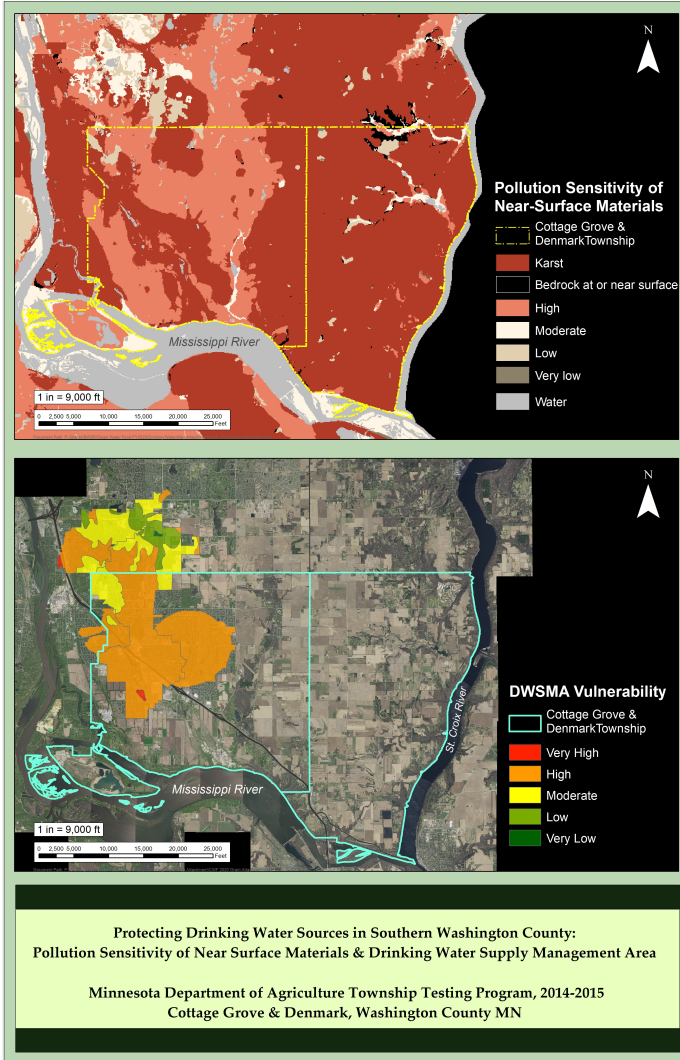 N
Pollution Sensitivity of
Near-Surface Materials
Cottage Grove &
DenmarkTownship
Karst
Bedrock at or near surface
High
Moderate
Low
Very low
Water
Mississippi River
1 in = 9,000 ft
0 2,500 5,000 10,000 15,000 20,000 25,000
Feet
N
DWSMA Vulnerability
Cottage Grove &
DenmarkTownship
Very High
High
Moderate
Low
Very Low
St. Croix River
Mississippi River
1 in = 9,000 ft
0 2,500 5,000 10,000 15,000 20,000 25,000
Feet
Protecting Drinking Water Sources in Southern Washington County:
Pollution Sensitivity of Near Surface Materials & Drinking Water Supply Management Area
Minnesota Department of Agriculture Township Testing Program, 2014-2015
Cottage Grove & Denmark, Washington County MN